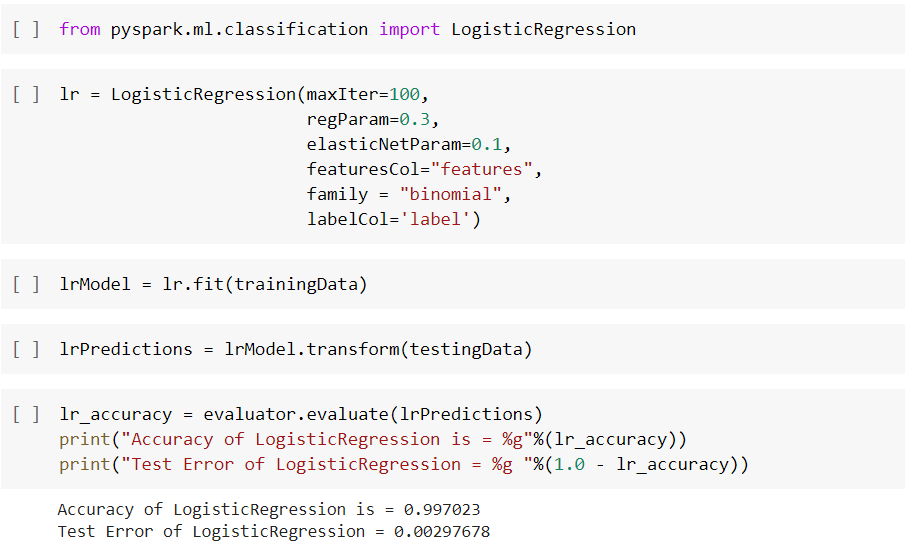 [ ] from pyspark.ml.classification import LogisticRegression
[ ] lr = LogisticRegression(maxIter=100,
regParam=0.3,
elasticNetParam=0.1,
featuresCol="features",
family = "binomial",
labelCol='label')
[ ] lrModel = lr.fit(trainingData)
[ ] lrPredictions = lrModel.transform(testingData)
[ ] lr_accuracy = evaluator.evaluate(lrPredictions)
print("Accuracy of LogisticRegression is = %g"%(lr_accuracy))
print("Test Error of LogisticRegression = %g "%(1.0 - lr_accuracy))
Accuracy of LogisticRegression is = 0.997023
Test Error of LogisticRegression = 0.00297678